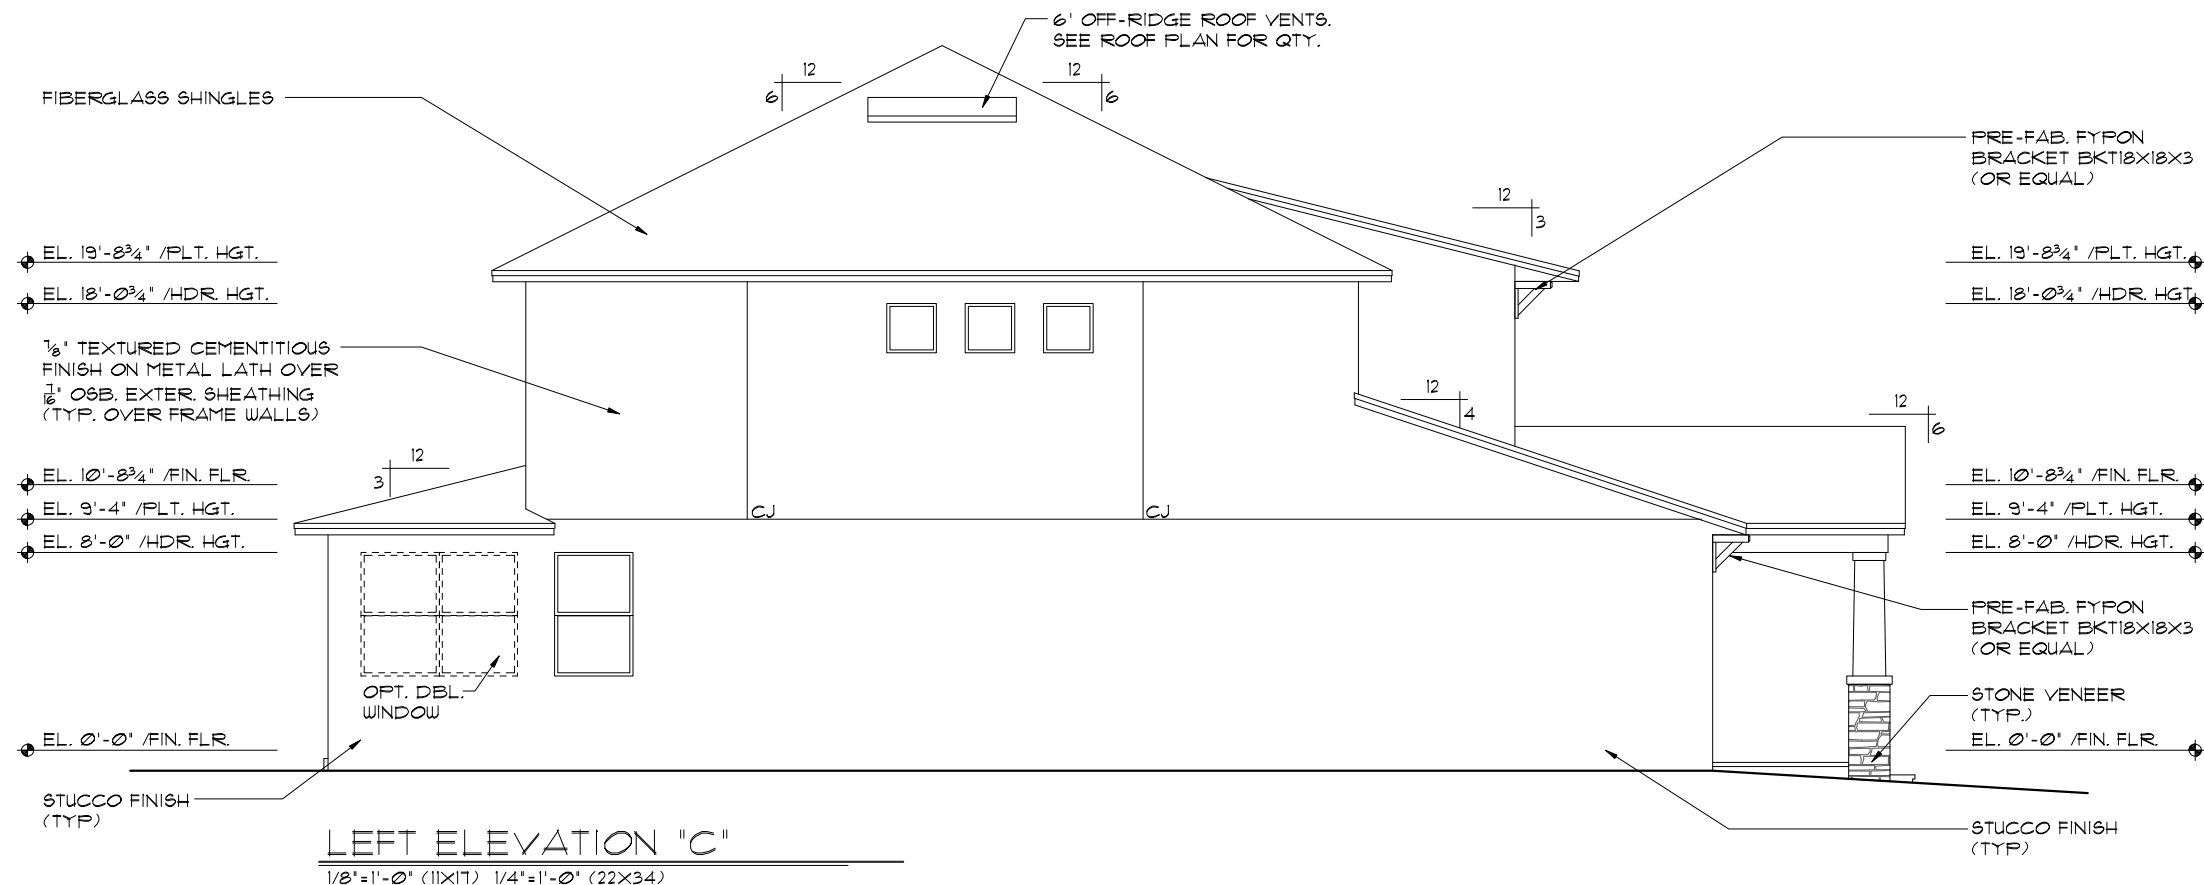 6' OFF-RIDGE ROOF VENTS.
SEE ROOF PLAN FOR QTY.
12
6
12
6
FIBERGLASS SHINGLES
PRE-FAB. FYPON
BRACKET BKT18X18X3
(OR EQUAL)
12
3
EL. 19'-8¾" /PLT. HGT.
EL. 18'-0¾" /HDR. HGT.
EL. 19'-8¾" /PLT. HGT.
EL. 18'-0¾" /HDR. HGT
⅞" TEXTURED CEMENTITIOUS
FINISH ON METAL LATH OVER
7/16" OSB. EXTER. SHEATHING
(TYP. OVER FRAME WALLS)
12
4
12
6
12
3
EL. 10'-8¾" /FIN. FLR.
EL. 9'-4" /PLT. HGT.
EL. 8'-0" /HDR. HGT.
CJ
CJ
EL. 10'-8¾" /FIN. FLR.
EL. 9'-4" /PLT. HGT.
EL. 8'-0" /HDR. HGT.
PRE-FAB. FYPON
BRACKET BKT18X18X3
(OR EQUAL)
OPT. DBL.
WINDOW
STONE VENEER
(TYP.)
EL. 0'-0" /FIN. FLR.
EL. 0'-0" /FIN. FLR.
STUCCO FINISH
(TYP)
STUCCO FINISH
(TYP)
LEFT ELEVATION "C"
1/8"=1'-0" (11X17) 1/4"=1'-0" (22X34)